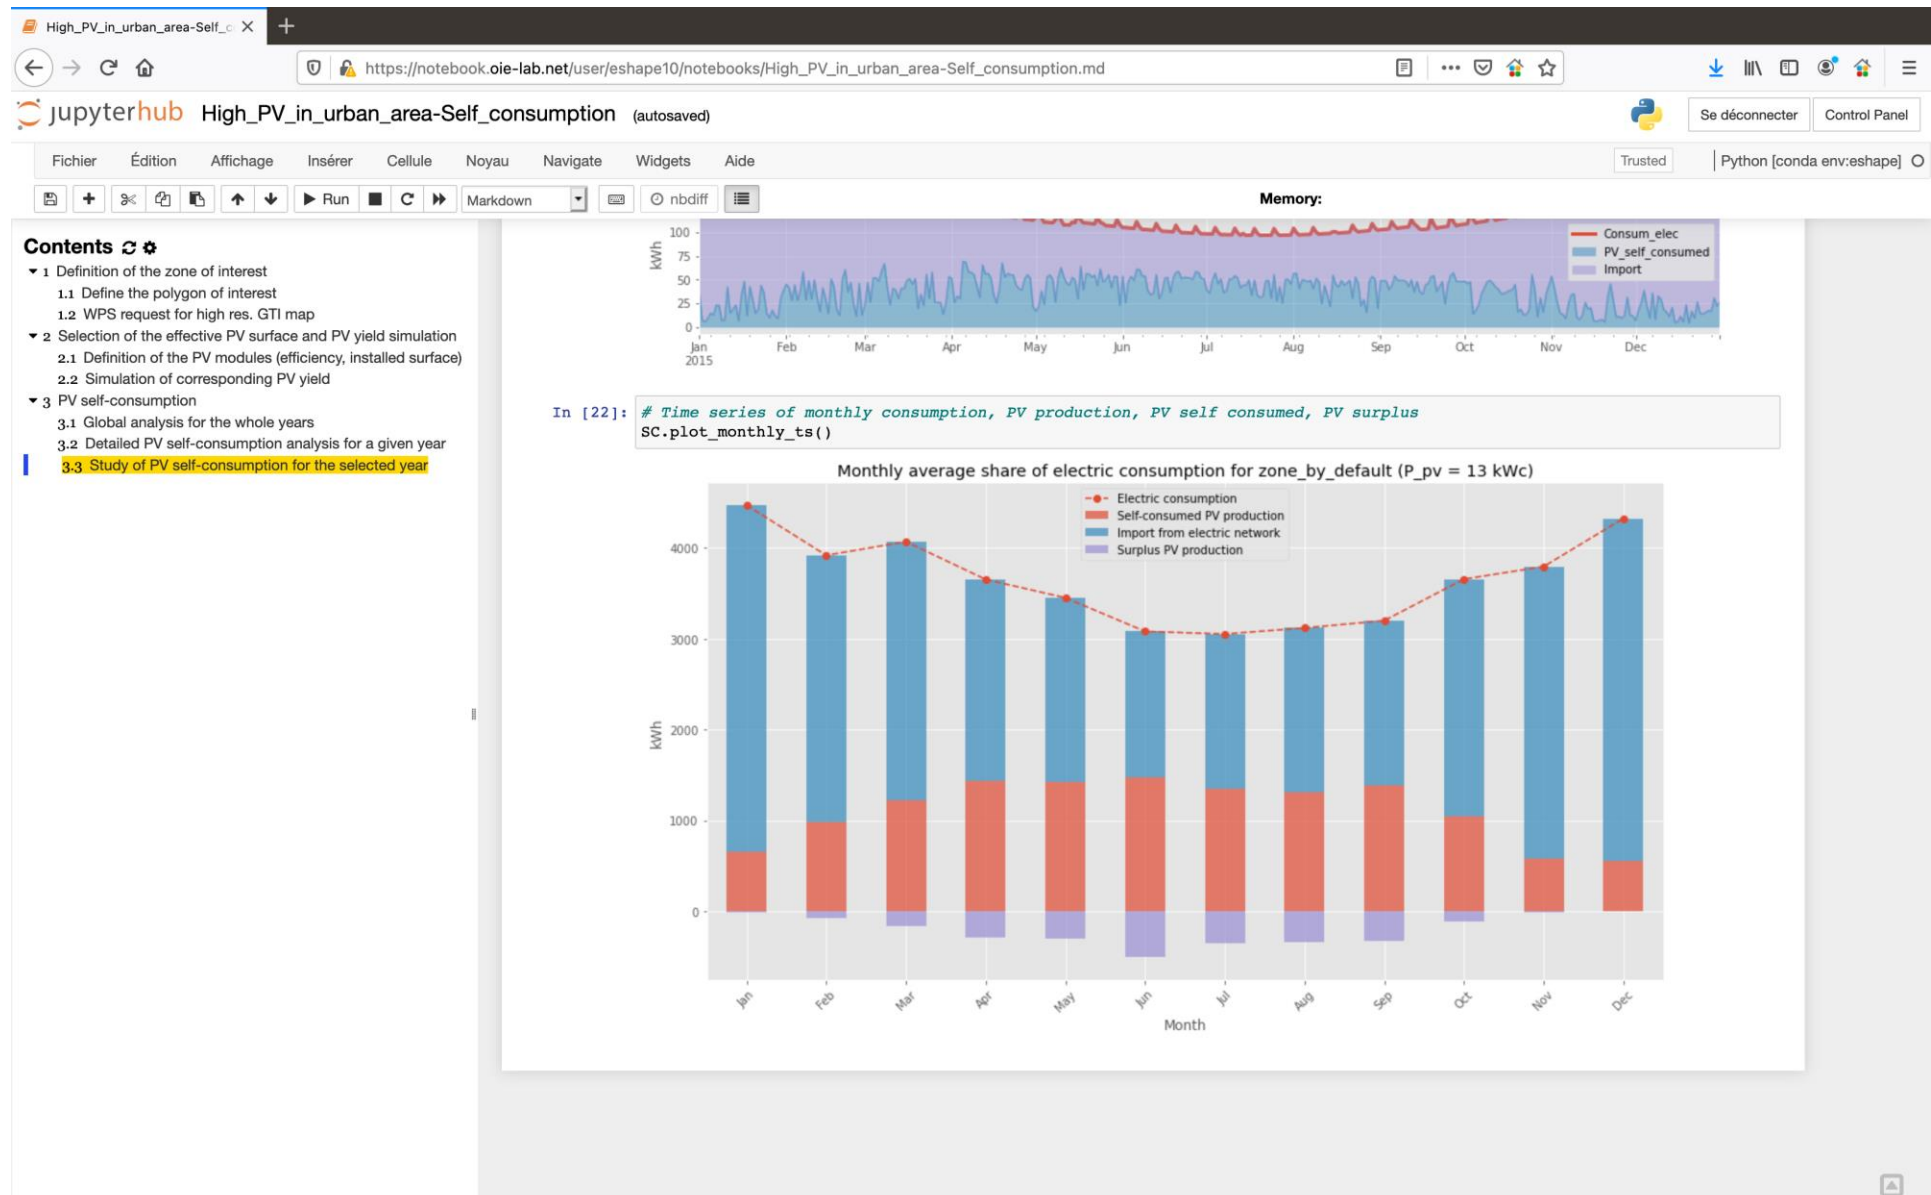 High_PV_in_urban_area-Self_c
https://notebook.oie-lab.net/user/eshape10/notebooks/High_PV_in_urban_area-Self_consumption.md
jupyterhub High_PV_in_urban_area-Self_consumption (autosaved)
Se déconnecter Control Panel
Fichier Édition Affichage Insérer Cellule Noyau Navigate Widgets Aide
Trusted Python [conda env:eshape]
Run Markdown nbdiff Memory:
Contents
1 Definition of the zone of interest
1.1 Define the polygon of interest
1.2 WPS request for high res. GTI map
2 Selection of the effective PV surface and PV yield simulation
2.1 Definition of the PV modules (efficiency, installed surface)
2.2 Simulation of corresponding PV yield
3 PV self-consumption
3.1 Global analysis for the whole years
3.2 Detailed PV self-consumption analysis for a given year
3.3 Study of PV self-consumption for the selected year
kWh
100
75
50
25
0
Consum_elec
PV_self_consumed
Import
Jan Feb Mar Apr May Jun Jul Aug Sep Oct Nov Dec
2015
In [22]: # Time series of monthly consumption, PV production, PV self consumed, PV surplus
SC.plot_monthly_ts()
Monthly average share of electric consumption for zone_by_default (P_pv = 13 kWc)
Electric consumption
Self-consumed PV production
Import from electric network
Surplus PV production
kWh
4000
3000
2000
1000
0
Jan Feb Mar Apr May Jun Jul Aug Sep Oct Nov Dec
Month